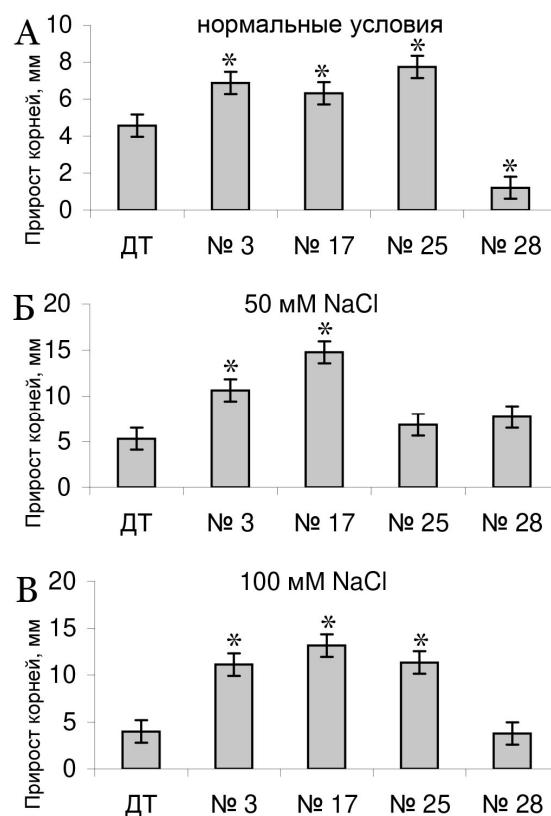 А
нормальные условия
Прирост корней, мм
10
8
6
4
2
0
* * * *
ДТ № 3 № 17 № 25 № 28
Б
50 мМ NaCl
Прирост корней, мм
20
15
10
5
0
* *
ДТ № 3 № 17 № 25 № 28
В
100 мМ NaCl
Прирост корней, мм
20
15
10
5
0
* * *
ДТ № 3 № 17 № 25 № 28